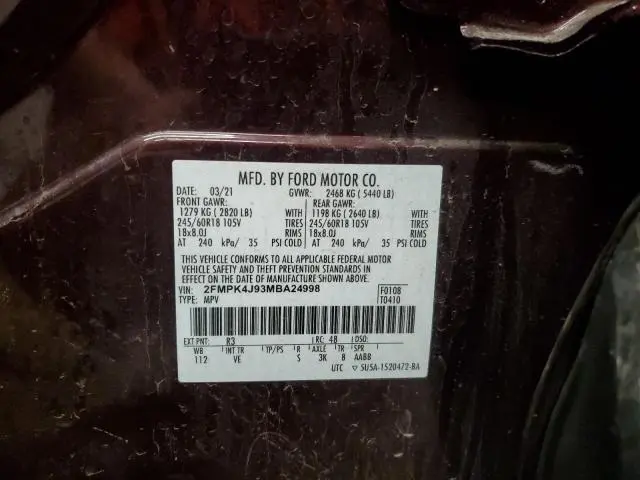 MFD. BY FORD MOTOR CO.
DATE: 03/21 GVWR: 2468 KG ( 5440 LB)
FRONT GAWR: REAR GAWR:
1279 KG ( 2820 LB) WITH 1198 KG ( 2640 LB) WITH
245/60R18 105V TIRES 245/60R18 105V TIRES
18x8.0J RIMS 18x8.0J RIMS
AT 240 kPa/ 35 PSI COLD AT 240 kPa/ 35 PSI COLD
THIS VEHICLE CONFORMS TO ALL APPLICABLE FEDERAL MOTOR
VEHICLE SAFETY AND THEFT PREVENTION STANDARDS IN
EFFECT ON THE DATE OF MANUFACTURE SHOWN ABOVE.
VIN: 2FMPK4J93MBA24998 F0108
TYPE: MPV T0410
EXT PNT: R3 RC: 48 DSO:
WB INT TR TP/PS R AXLE TR SPR
112 VE S 3K 8 AABB
UTC ▽ 5U5A-1520472-BA